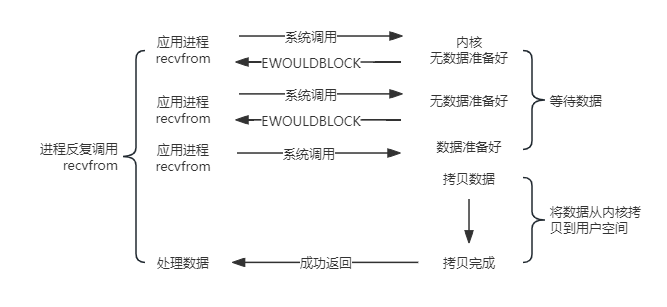 应用进程
recvfrom
系统调用
EWOULDBLOCK
内核
无数据准备好
应用进程
recvfrom
系统调用
EWOULDBLOCK
无数据准备好
等待数据
进程反复调用
recvfrom
应用进程
recvfrom
系统调用
数据准备好
拷贝数据
将数据从内核拷
贝到用户空间
处理数据
成功返回
拷贝完成